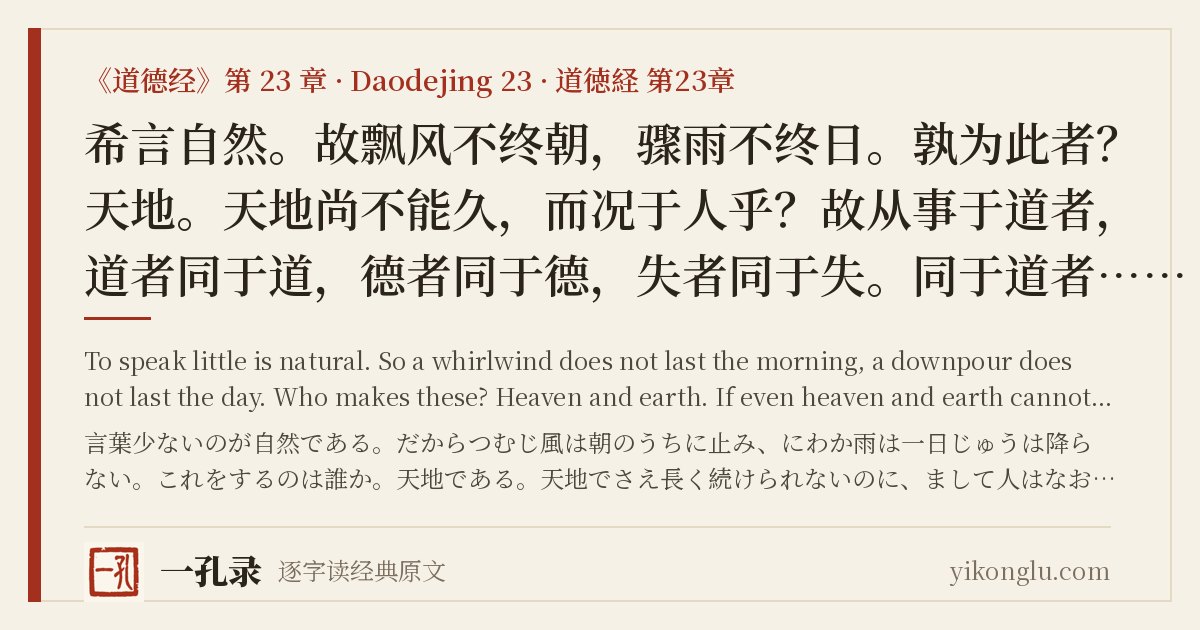 《道德经》第 23 章 · Daodejing 23 · 道徳経 第23章
希言自然。故飘风不终朝，骤雨不终日。孰为此者？
天地。天地尚不能久，而况于人乎？故从事于道者，
道者同于道，德者同于德，失者同于失。同于道者……
To speak little is natural. So a whirlwind does not last the morning, a downpour does
not last the day. Who makes these? Heaven and earth. If even heaven and earth cannot...
言葉少ないのが自然である。だからつむじ風は朝のうちに止み、にわか雨は一日じゅうは降ら
ない。これをするのは誰か。天地である。天地でさえ長く続けられないのに、まして人はなお…
一孔
一孔录 逐字读经典原文 yikonglu.com